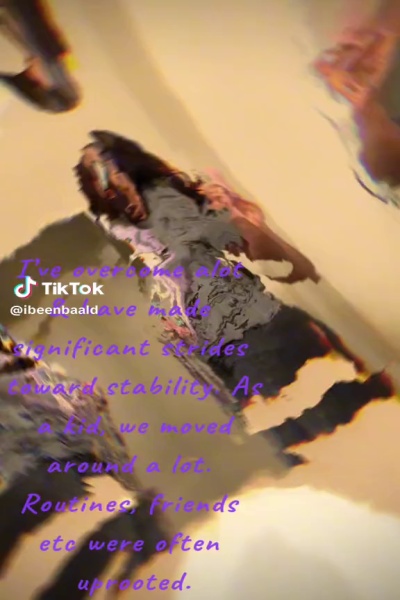 I've overcome alot
TikTok
& have made
@ibeenbaald
significant strides
toward stability. As
a kid, we moved
around a lot.
Routines, friends
etc were often
uprooted.